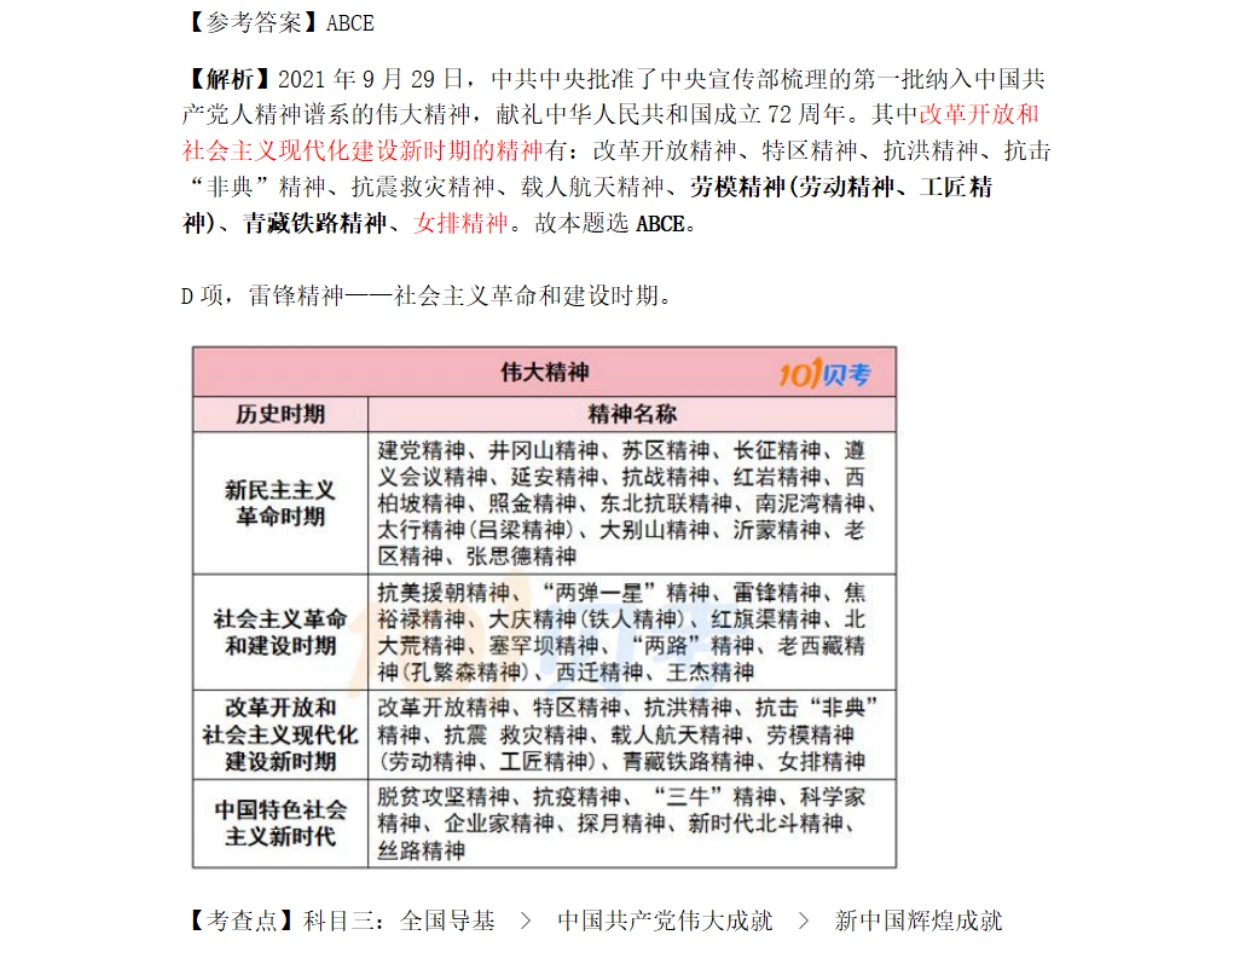 【参考答案】ABCE
【解析】2021 年 9 月 29 日，中共中央批准了中央宣传部梳理的第一批纳入中国共
产党人精神谱系的伟大精神，献礼中华人民共和国成立 72 周年。其中改革开放和
社会主义现代化建设新时期的精神有：改革开放精神、特区精神、抗洪精神、抗击
“非典”精神、抗震救灾精神、载人航天精神、劳模精神(劳动精神、工匠精
神)、青藏铁路精神、女排精神。故本题选 ABCE。
D 项，雷锋精神——社会主义革命和建设时期。
伟大精神
101贝考
历史时期
精神名称
新民主主义
革命时期
建党精神、井冈山精神、苏区精神、长征精神、遵
义会议精神、延安精神、抗战精神、红岩精神、西
柏坡精神、照金精神、东北抗联精神、南泥湾精神、
太行精神(吕梁精神)、大别山精神、沂蒙精神、老
区精神、张思德精神
社会主义革命
和建设时期
抗美援朝精神、“两弹一星”精神、雷锋精神、焦
裕禄精神、大庆精神(铁人精神)、红旗渠精神、北
大荒精神、塞罕坝精神、“两路”精神、老西藏精
神(孔繁森精神)、西迁精神、王杰精神
改革开放和
社会主义现代化
建设新时期
改革开放精神、特区精神、抗洪精神、抗击“非典”
精神、抗震 救灾精神、载人航天精神、劳模精神
(劳动精神、工匠精神)、青藏铁路精神、女排精神
中国特色社会
主义新时代
脱贫攻坚精神、抗疫精神、“三牛”精神、科学家
精神、企业家精神、探月精神、新时代北斗精神、
丝路精神
101贝考
【考查点】科目三：全国导基 > 中国共产党伟大成就 > 新中国辉煌成就